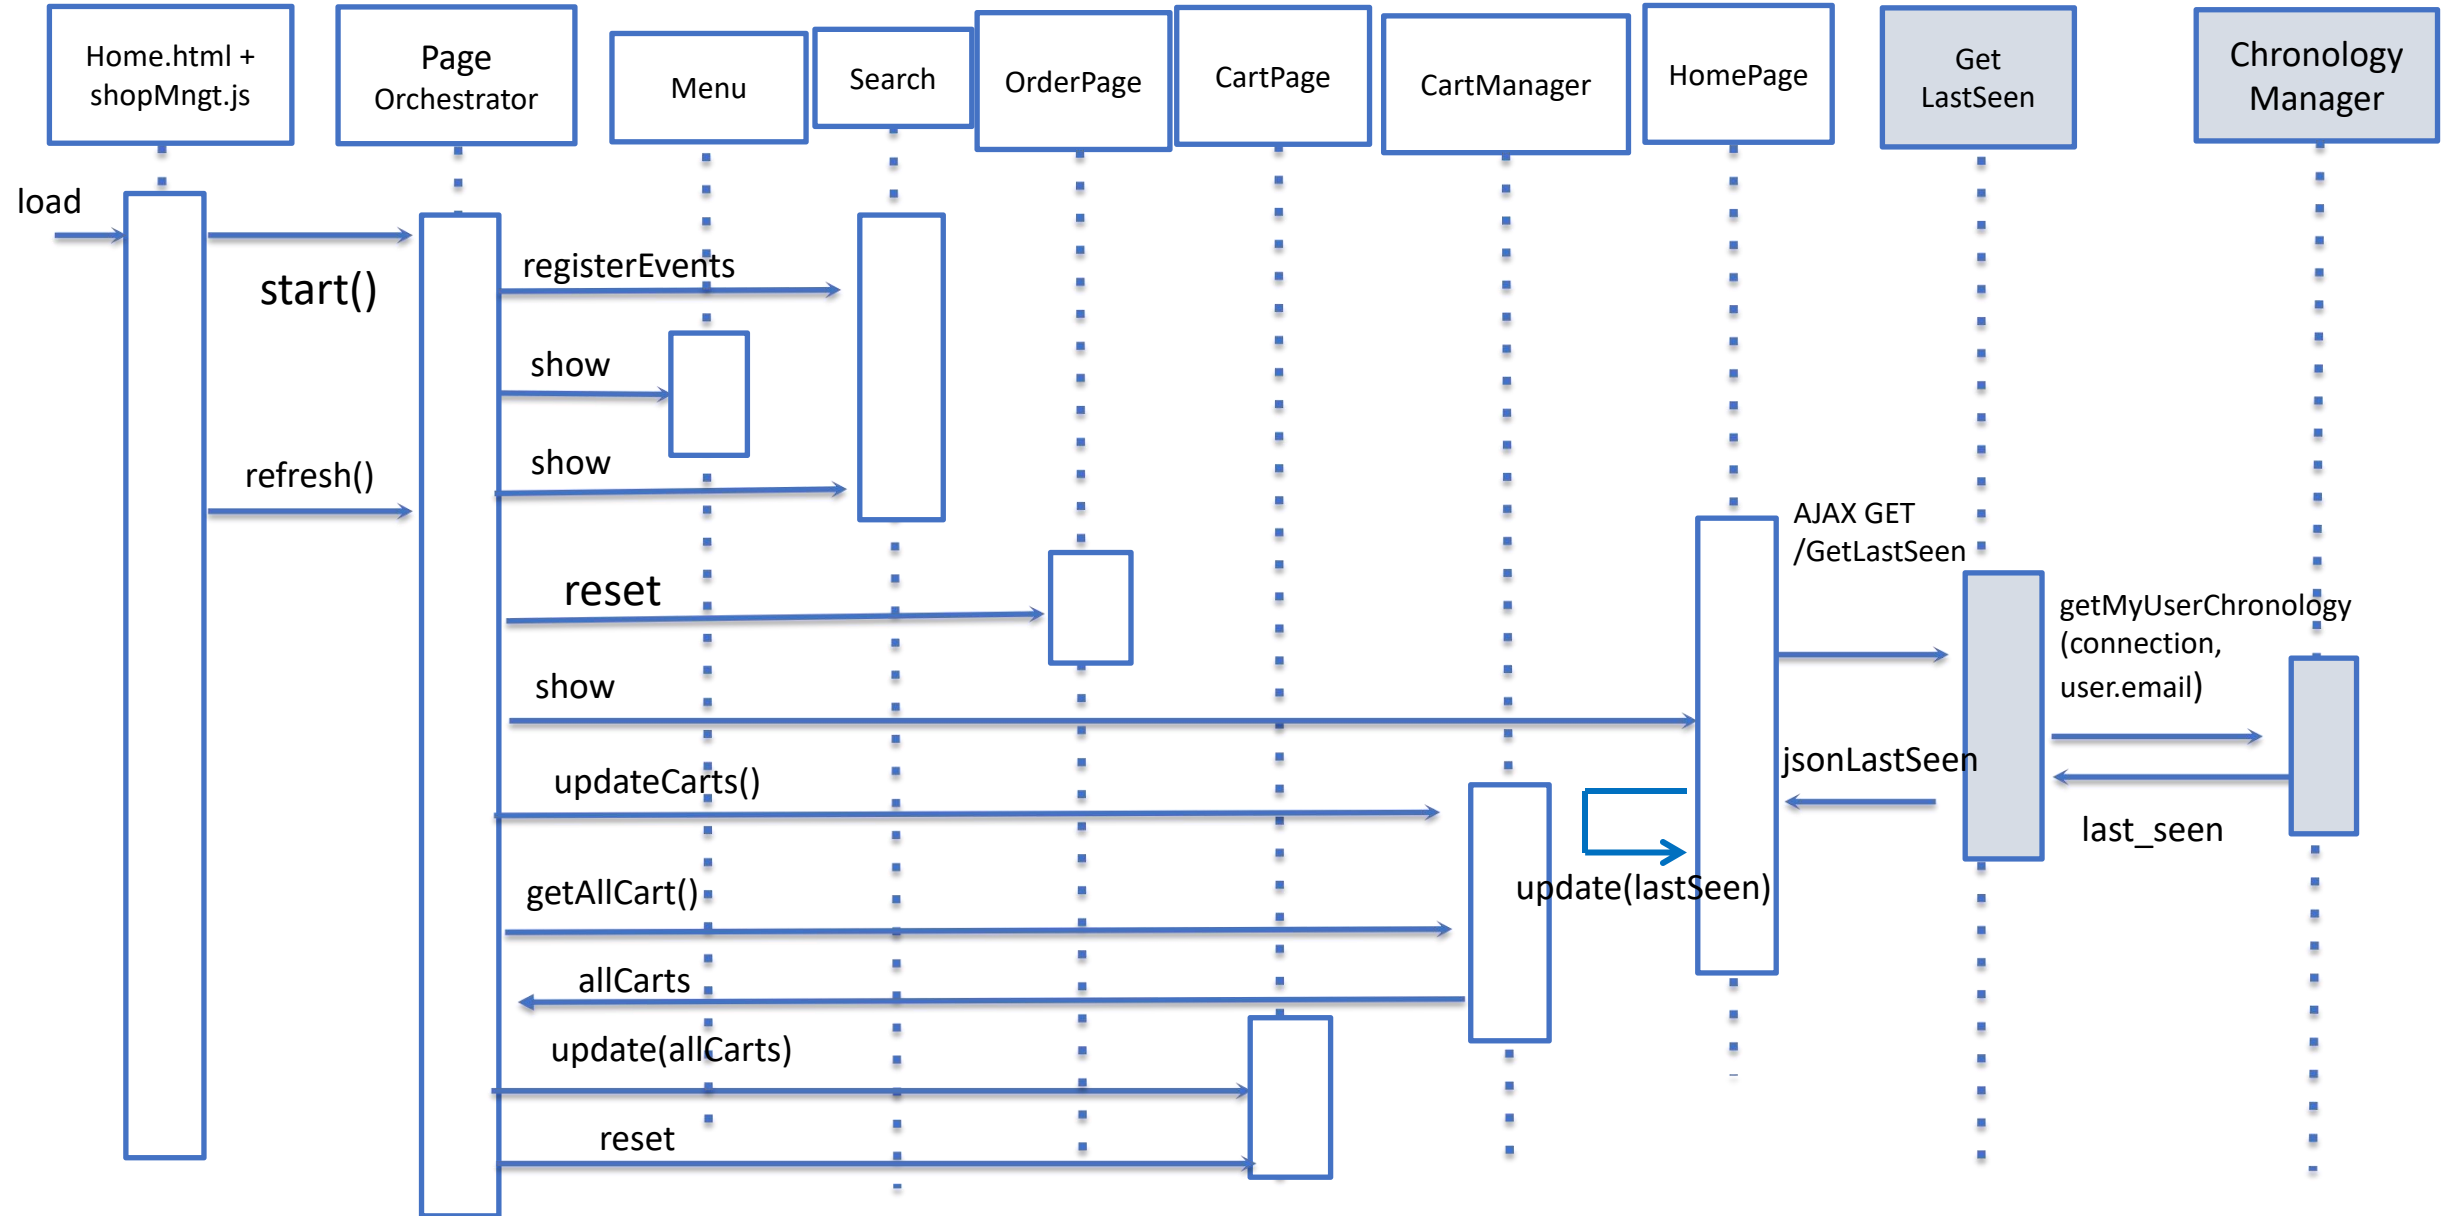 Home.html +
shopMngt.js
Page
Orchestrator
Menu
Search
OrderPage
CartPage
CartManager
HomePage
Get
LastSeen
Chronology
Manager
load
start()
registerEvents
show
show
refresh()
AJAX GET
/GetLastSeen
reset
getMyUserChronology
(connection,
user.email)
show
jsonLastSeen
updateCarts()
last_seen
getAllCart()
update(lastSeen)
allCarts
update(allCarts)
reset